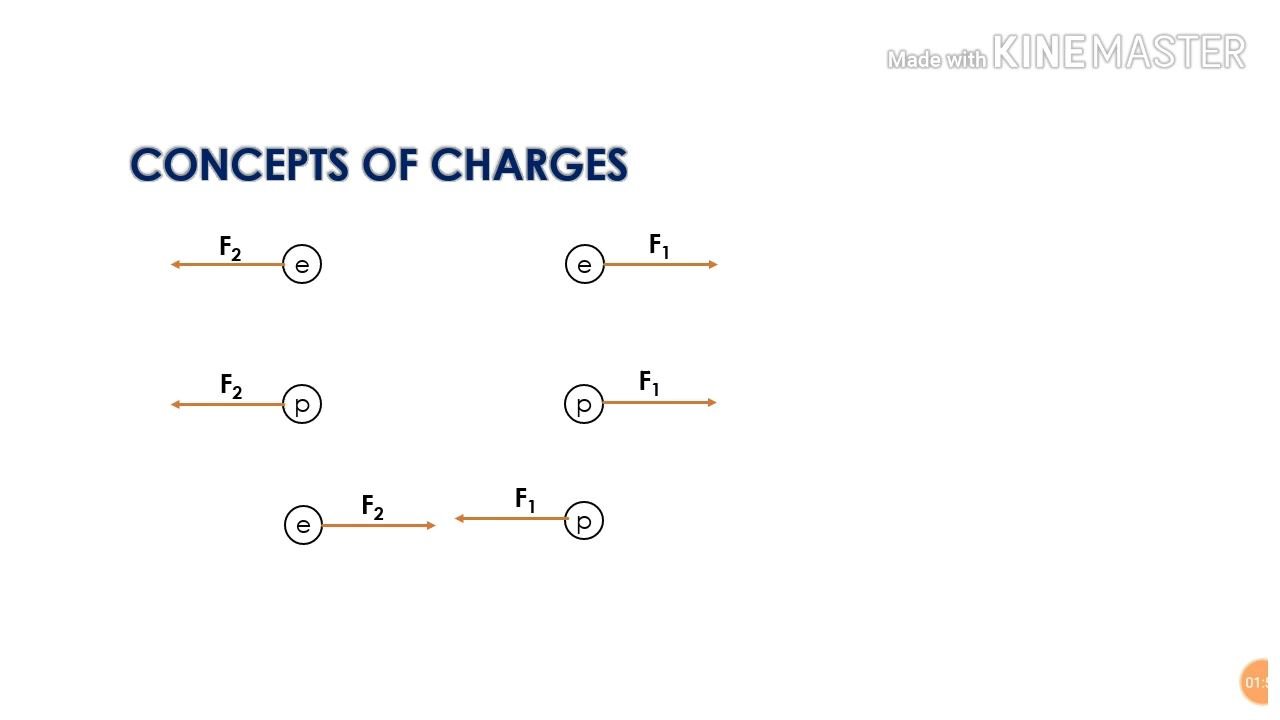 Made with KINEMASTER
CONCEPTS OF CHARGES
F₂ e e F₁
F₂ p p F₁
e F₂ F₁ p